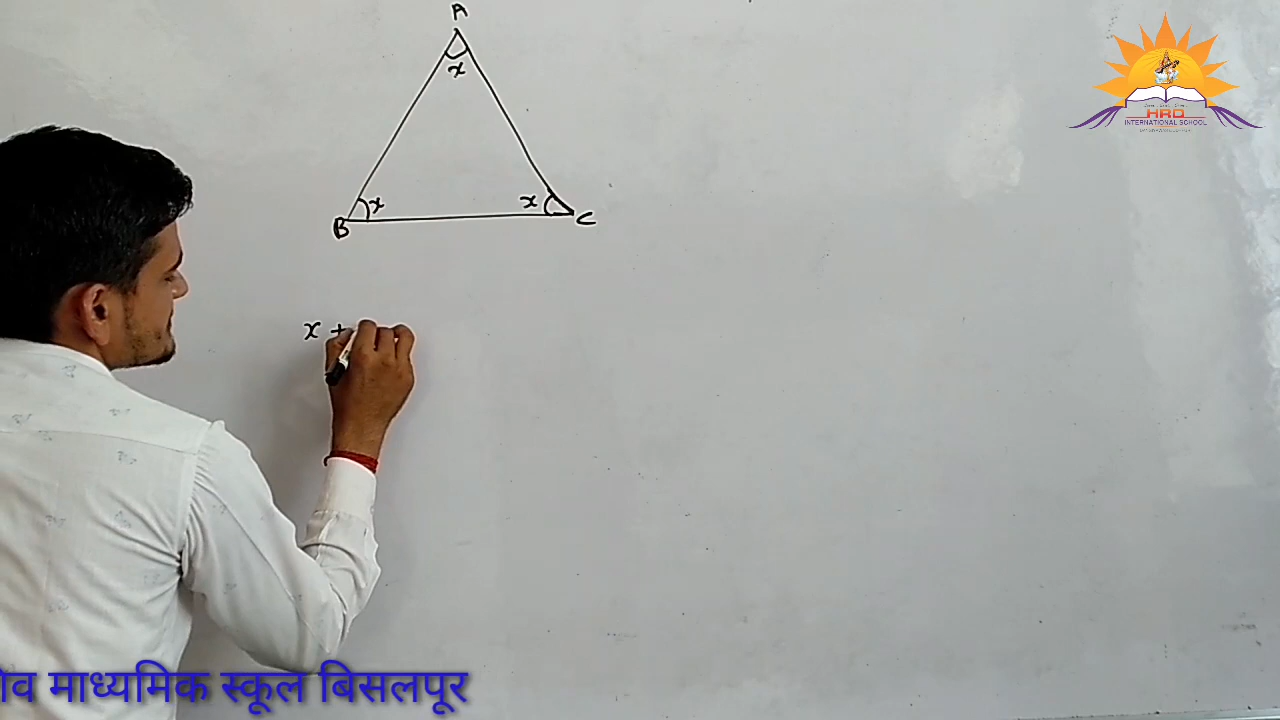 A
x
B
x
x
C
x +
HRD
INTERNATIONAL SCHOOL
माध्यमिक स्कूल बिसलपूर